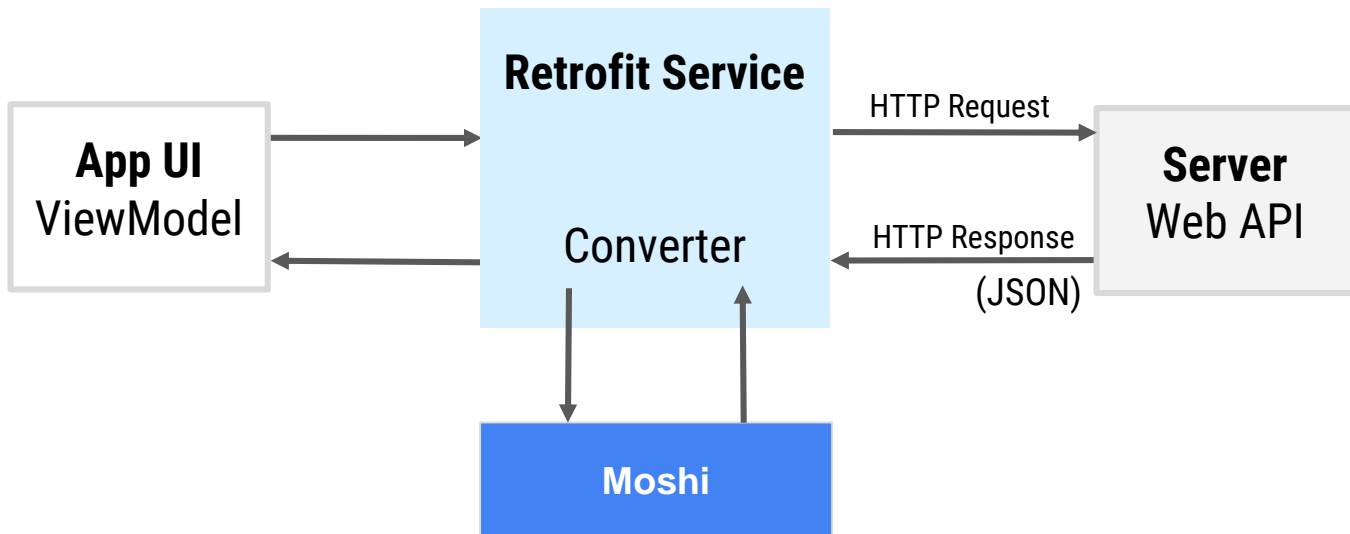 Retrofit Service
App UI
ViewModel
Converter
HTTP Request
HTTP Response
(JSON)
Server
Web API
Moshi